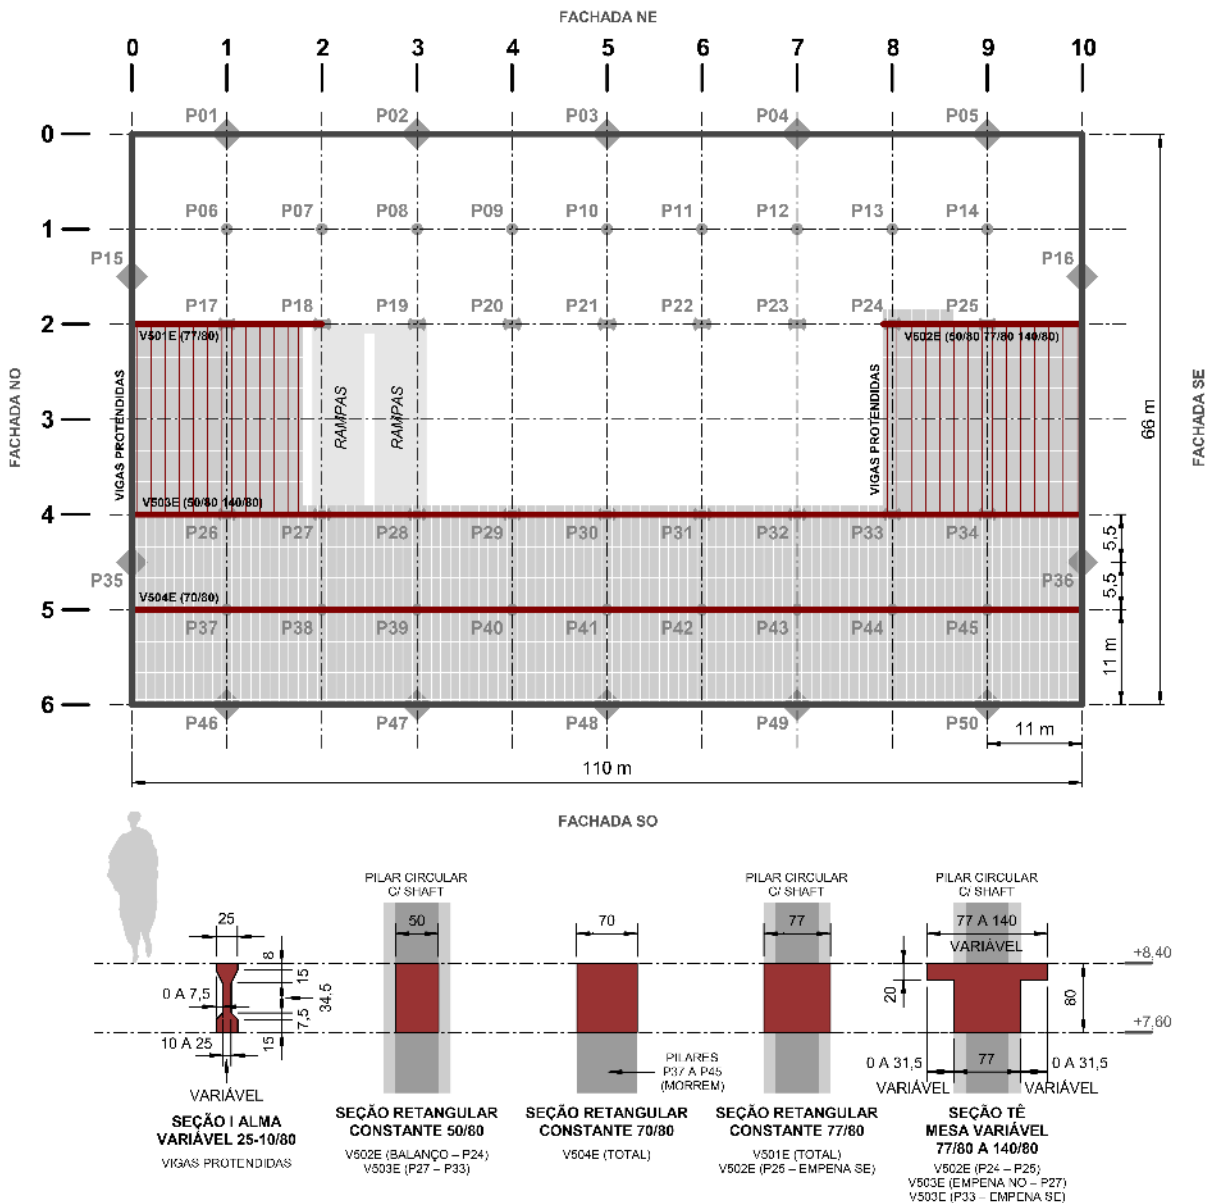 FACHADA NE
0 1 2 3 4 5 6 7 8 9 10
P01 P02 P03 P04 P05
0
P06 P07 P08 P09 P10 P11 P12 P13 P14
1
P15 P16
P17 P18 P19 P20 P21 P22 P23 P24 P25
2
V501E (77/80) V502E (50/80 77/80 140/80)
FACHADA NO
VIGAS PROTENDIDAS
RAMPAS
RAMPAS
VIGAS PROTENDIDAS
66 m
FACHADA SE
3
V503E (50/80 140/80)
4
P26 P27 P28 P29 P30 P31 P32 P33 P34
5,5
P35 P36
5,5
V504E (70/80)
5
P37 P38 P39 P40 P41 P42 P43 P44 P45
11 m
6
P46 P47 P48 P49 P50
11 m
110 m
FACHADA SO
25
8
15
34,5
0 A 7,5
7,5
15
10 A 25
VARIÁVEL
SEÇÃO I ALMA
VARIÁVEL 25-10/80
VIGAS PROTENDIDAS
PILAR CIRCULAR
C/ SHAFT
50
SEÇÃO RETANGULAR
CONSTANTE 50/80
V502E (BALANÇO – P24)
V503E (P27 – P33)
70
PILARES
P37 A P45
(MORREM)
SEÇÃO RETANGULAR
CONSTANTE 70/80
V504E (TOTAL)
PILAR CIRCULAR
C/ SHAFT
77
SEÇÃO RETANGULAR
CONSTANTE 77/80
V501E (TOTAL)
V502E (P25 – EMPENA SE)
PILAR CIRCULAR
C/ SHAFT
77 A 140
VARIÁVEL
+8,40
20
80
+7,60
0 A 31,5 77 0 A 31,5
VARIÁVEL VARIÁVEL
SEÇÃO TÊ
MESA VARIÁVEL
77/80 A 140/80
V502E (P24 – P25)
V503E (EMPENA NO – P27)
V503E (P33 – EMPENA SE)